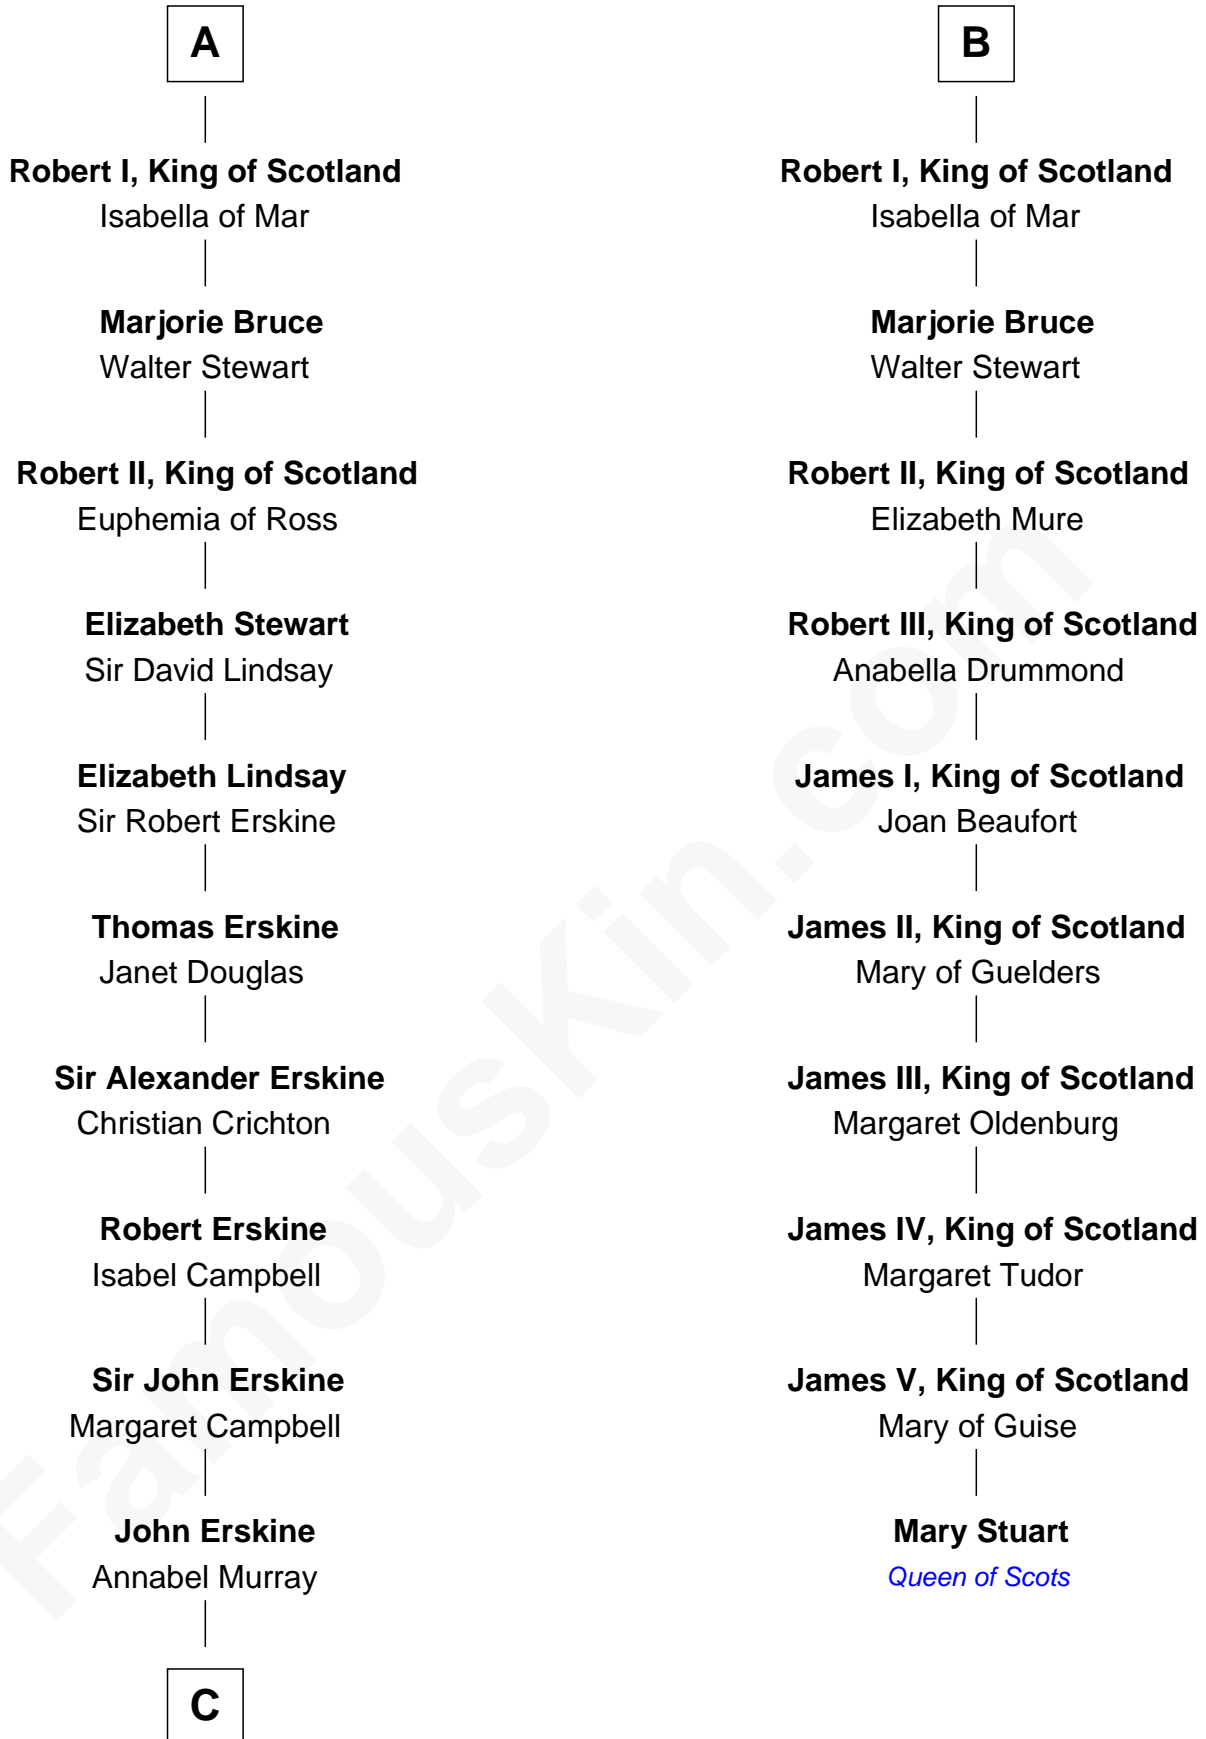 A
Robert I, King of Scotland
Isabella of Mar
Marjorie Bruce
Walter Stewart
Robert II, King of Scotland
Euphemia of Ross
Elizabeth Stewart
Sir David Lindsay
Elizabeth Lindsay
Sir Robert Erskine
Thomas Erskine
Janet Douglas
Sir Alexander Erskine
Christian Crichton
Robert Erskine
Isabel Campbell
Sir John Erskine
Margaret Campbell
John Erskine
Annabel Murray
C
B
Robert I, King of Scotland
Isabella of Mar
Marjorie Bruce
Walter Stewart
Robert II, King of Scotland
Elizabeth Mure
Robert III, King of Scotland
Anabella Drummond
James I, King of Scotland
Joan Beaufort
James II, King of Scotland
Mary of Guelders
James III, King of Scotland
Margaret Oldenburg
James IV, King of Scotland
Margaret Tudor
James V, King of Scotland
Mary of Guise
Mary Stuart
Queen of Scots
FamousKin.com